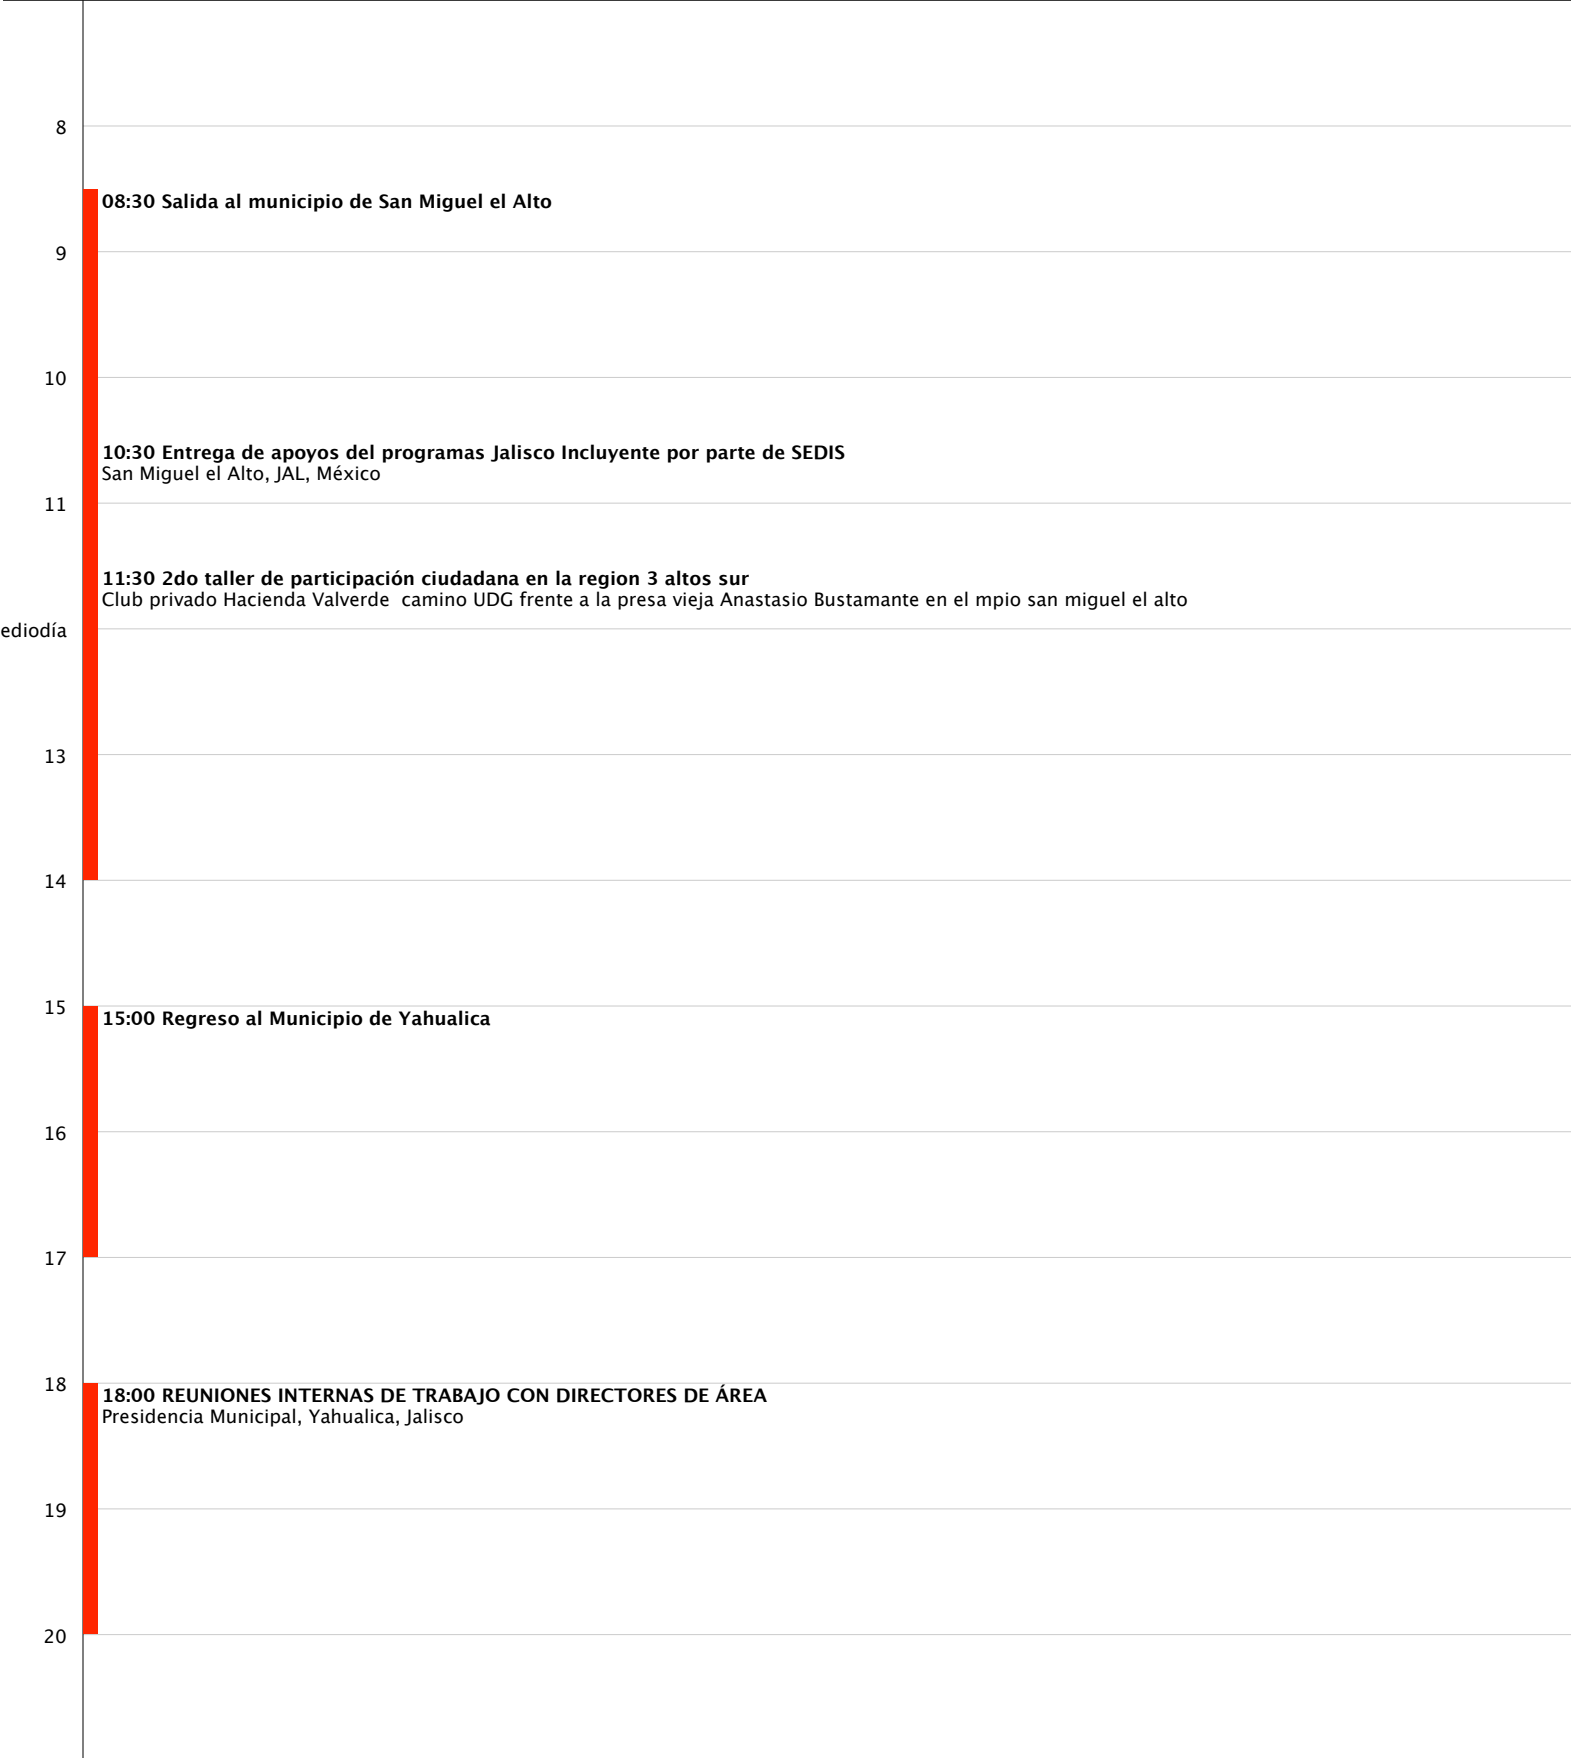 8
08:30 Salida al municipio de San Miguel el Alto
9
10
10:30 Entrega de apoyos del programas Jalisco Incluyente por parte de SEDIS
San Miguel el Alto, JAL, México
11
11:30 2do taller de participación ciudadana en la region 3 altos sur
Club privado Hacienda Valverde  camino UDG frente a la presa vieja Anastasio Bustamante en el mpio san miguel el alto
ediodía
13
14
15
15:00 Regreso al Municipio de Yahualica
16
17
18
18:00 REUNIONES INTERNAS DE TRABAJO CON DIRECTORES DE ÁREA
Presidencia Municipal, Yahualica, Jalisco
19
20